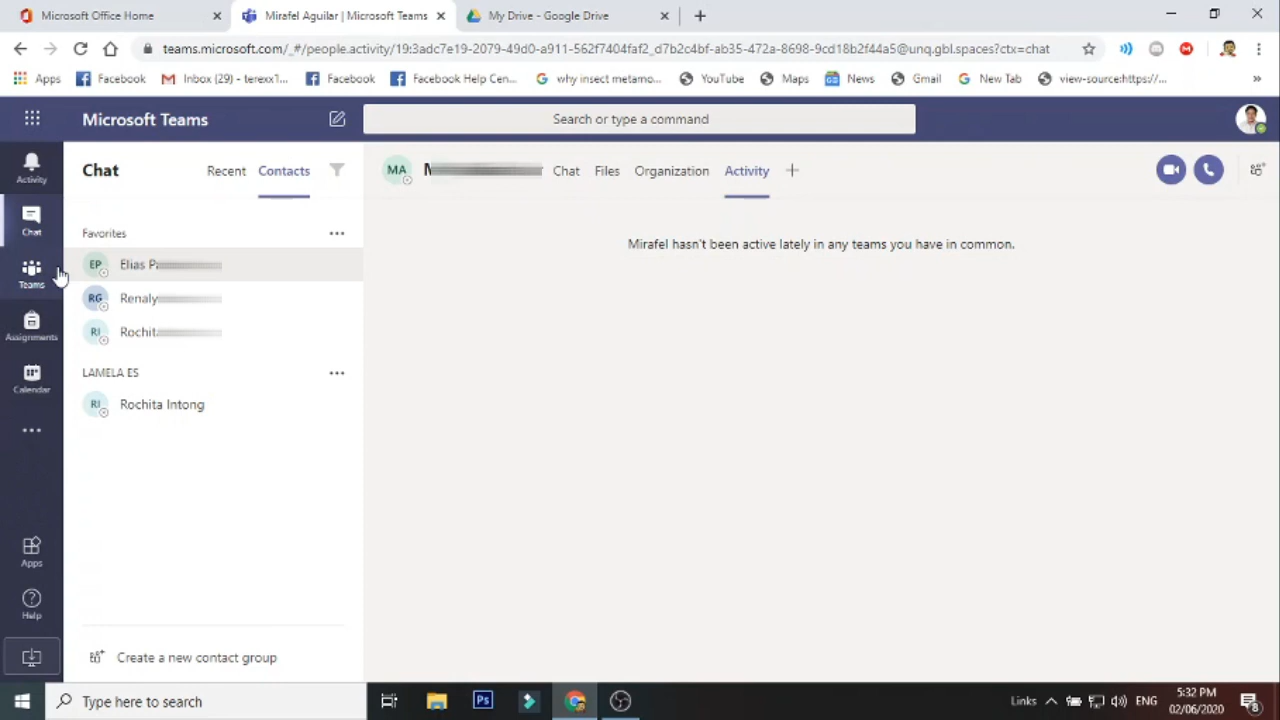 Microsoft Office Home
Mirafel Aguilar | Microsoft Teams
My Drive - Google Drive
teams.microsoft.com/_#/people.activity/19:3adc7e19-2079-49d0-a911-562f7404faf2_d7b2c4bf-ab35-472a-8698-9cd18b2f44a5@unq.gbl.spaces?ctx=chat
Apps Facebook Inbox (29) - terexx1... Facebook Facebook Help Cen... why insect metamo... YouTube Maps News Gmail New Tab view-source:https://... »
Microsoft Teams
Search or type a command
Activity
Chat
Teams
Assignments
Calendar
Apps
Help
Chat Recent Contacts
Favorites
EP Elias P
RG Renaly
RI Rochit
LAMELA ES
RI Rochita Intong
Create a new contact group
MA Chat Files Organization Activity
Mirafel hasn't been active lately in any teams you have in common.
Type here to search
Ps
Links
ENG
5:32 PM
02/06/2020
8